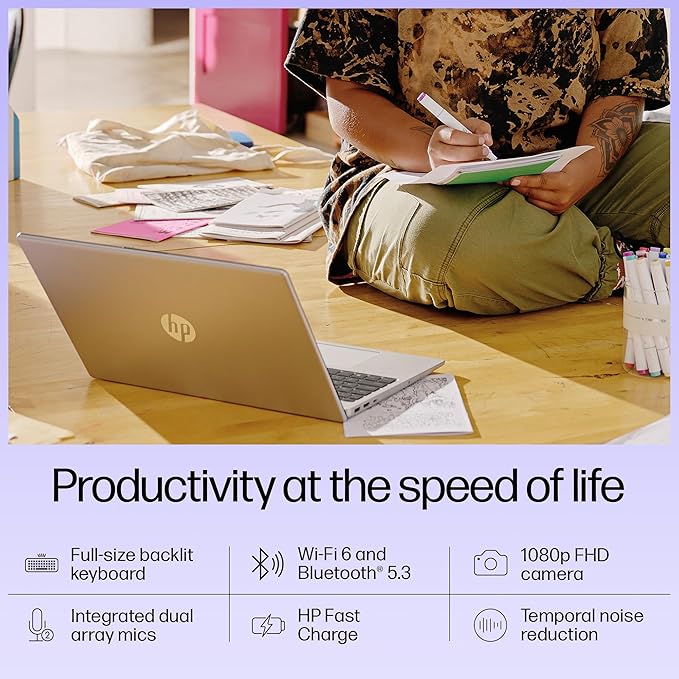 hp
Productivity at the speed of life
Full-size backlit
keyboard
Wi-Fi 6 and
Bluetooth® 5.3
1080p FHD
camera
2
Integrated dual
array mics
HP Fast
Charge
Temporal noise
reduction